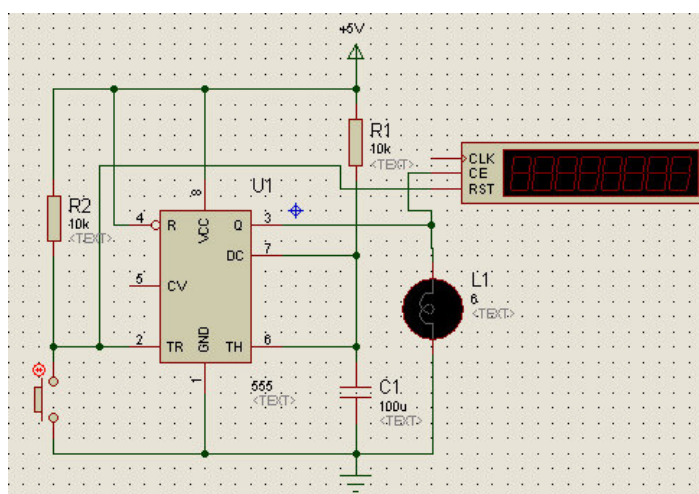 +5V
R1
10k
<TEXT>
CLK
CE
RST
R2
10k
<TEXT>
U1
8
VCC
4
R
Q
3
DC
7
5
CV
2
TR
GND
TH
6
1
555
<TEXT>
L1
6
<TEXT>
C1
100u
<TEXT>